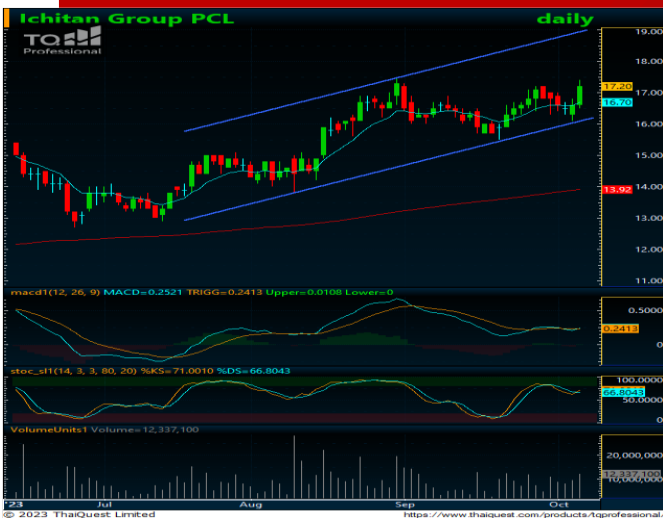 Ichitan Group PCL daily
TQ
Professional
19.00
18.00
17.20
17.00
16.70
16.00
15.00
14.00
13.92
13.00
12.00
11.00
macd1(12, 26, 9) MACD=0.2521 TRIGG=0.2413 Upper=0.0108 Lower=0
0.5000
0.2413
0
stoc_sl1(14, 3, 3, 80, 20) %KS=71.0010 %DS=66.8043
100.0000
66.8043
50.0000
0
VolumeUnits1 Volume=12,337,100
20,000,000
12,337,100
10,000,000
'23 Jul Aug Sep Oct
© 2023 ThaiQuest Limited https://www.thaiquest.com/products/tqprofessional/